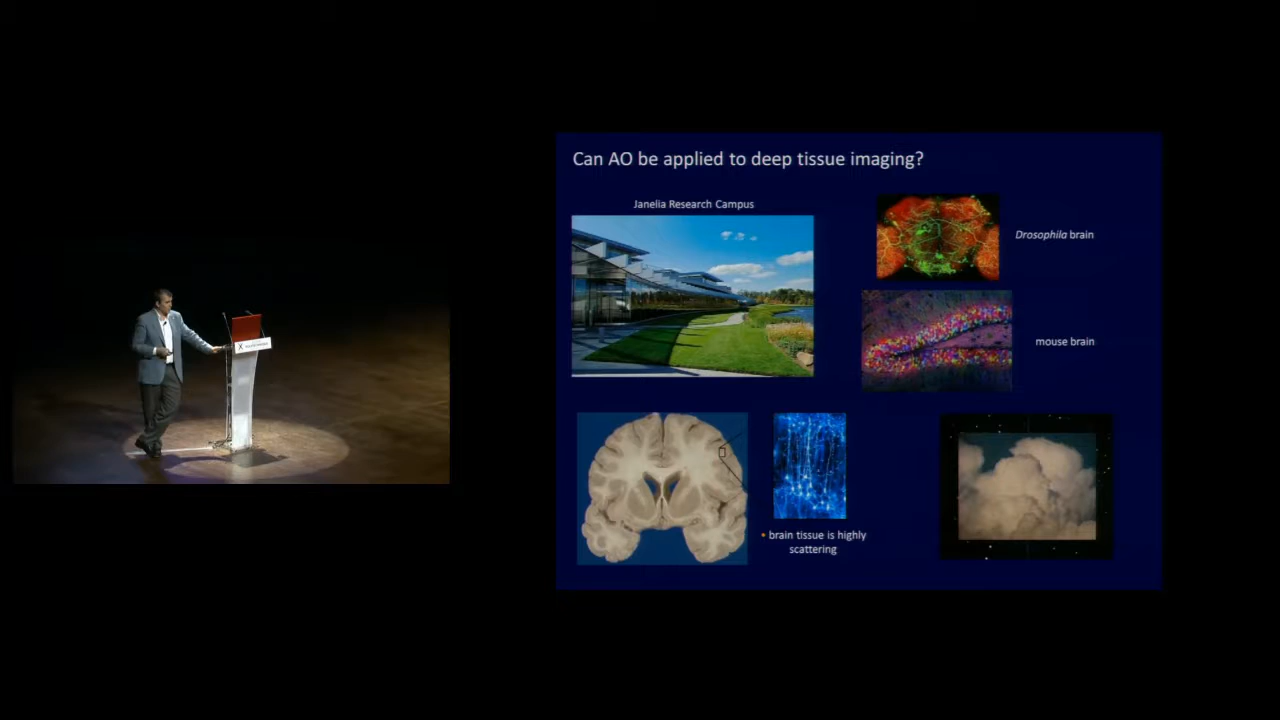 Can AO be applied to deep tissue imaging?
Janelia Research Campus
Drosophila brain
mouse brain
• brain tissue is highly
scattering